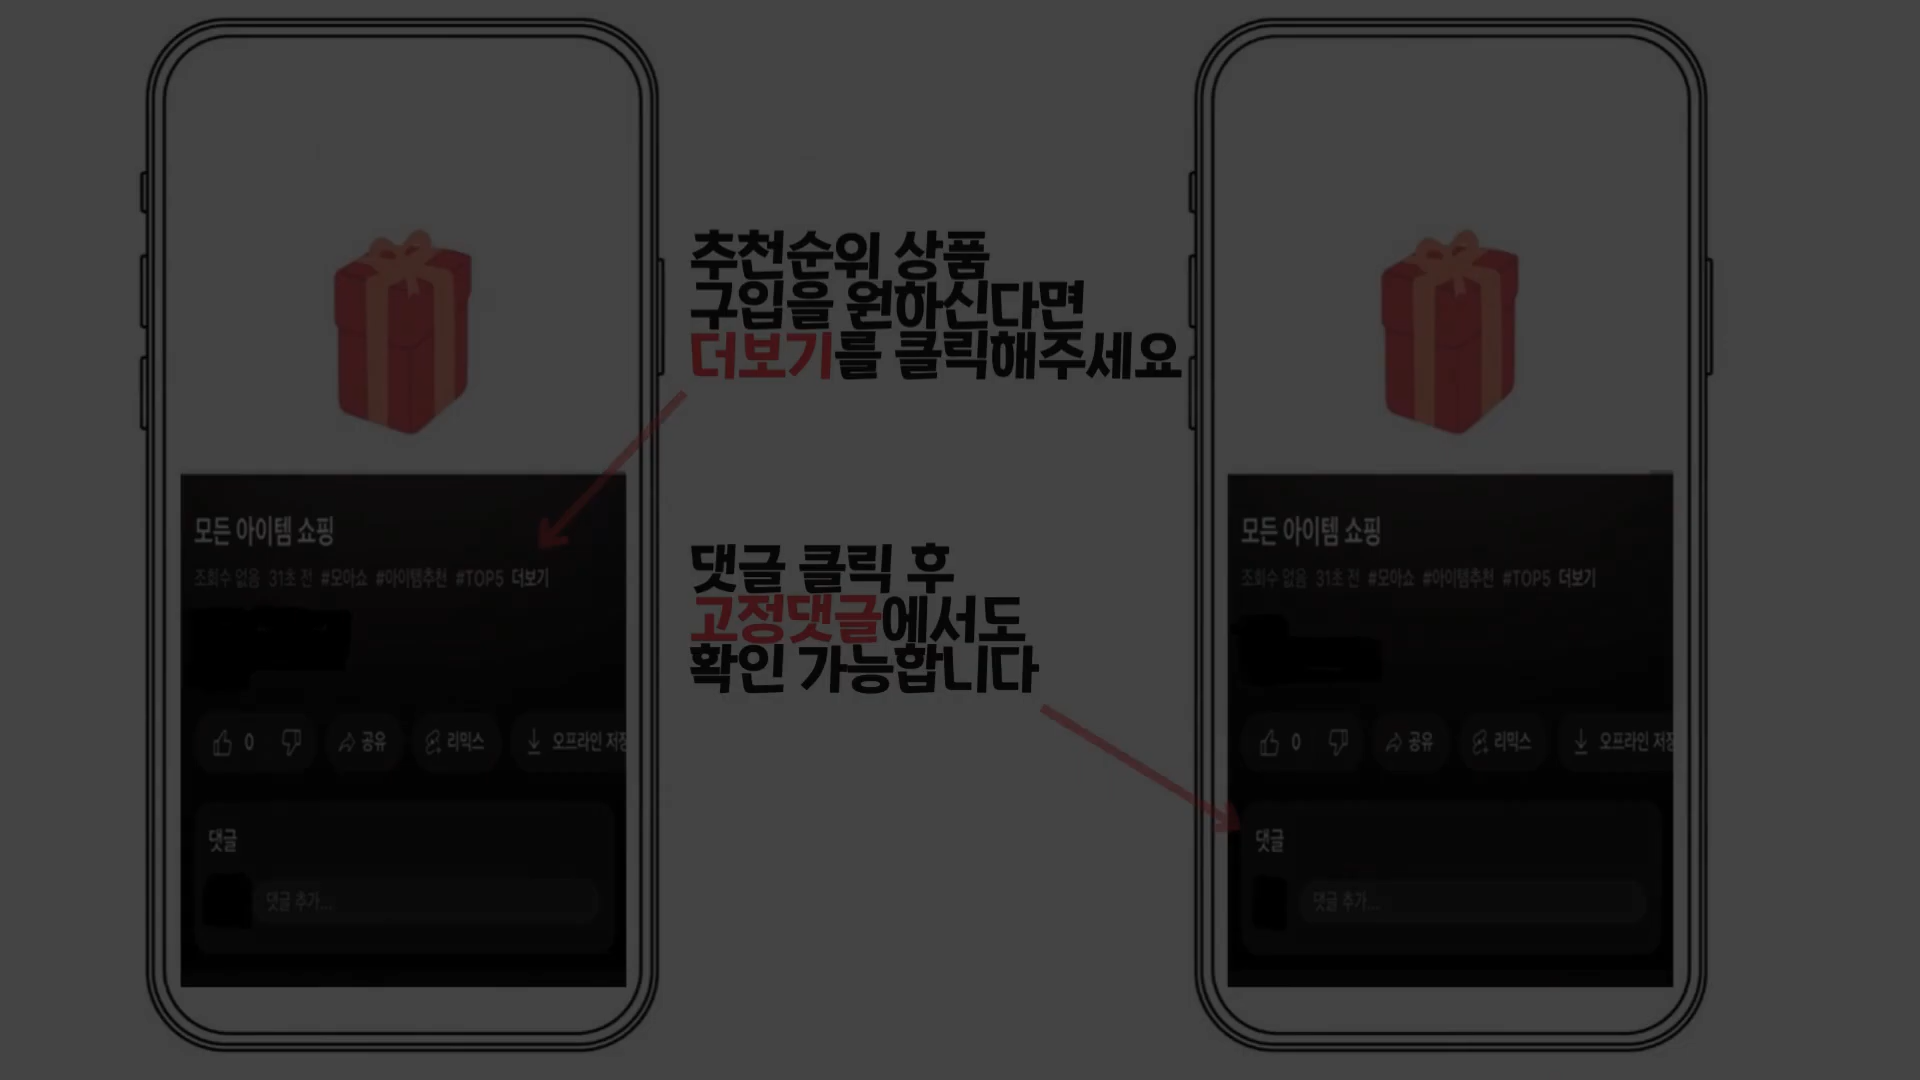 추천순위 상품
구입을 원하신다면
더보기를 클릭해주세요
댓글 클릭 후
고정댓글에서도
확인 가능합니다
모든 아이템 쇼핑
조회수 없음 31초 전 #모아쇼 #아이템추천 #TOP5 더보기
0 공유 리믹스 오프라인 저장
댓글
댓글 추가...
모든 아이템 쇼핑
조회수 없음 31초 전 #모아쇼 #아이템추천 #TOP5 더보기
0 공유 리믹스 오프라인 저장
댓글
댓글 추가...